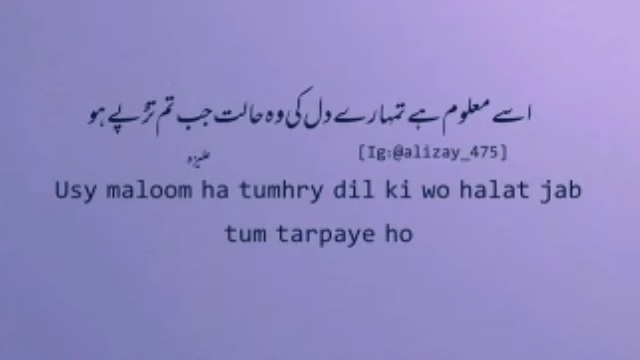 اسے معلوم ہے تمہارے دل کی وہ حالت جب تم تڑپے ہو
[Ig:@alizay_475]
علیزہ
Usy maloom ha tumhry dil ki wo halat jab
tum tarpaye ho